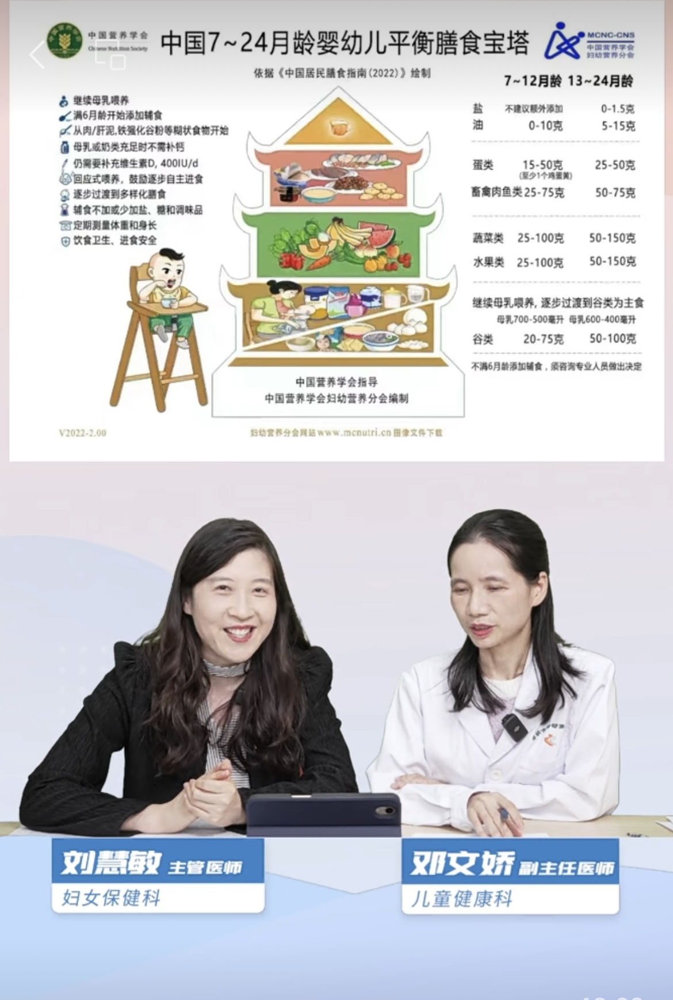 中国营养学会
Chinese Nutrition Society
中国7~24月龄婴幼儿平衡膳食宝塔
MCNC-CNS
中国营养学会
妇幼营养分会
依据《中国居民膳食指南(2022)》绘制
继续母乳喂养
满6月龄开始添加辅食
从肉/肝泥,铁强化谷粉等糊状食物开始
母乳或奶类充足时不需补钙
仍需要补充维生素D, 400IU/d
回应式喂养，鼓励逐步自主进食
逐步过渡到多样化膳食
辅食不加或少加盐、糖和调味品
定期测量体重和身长
饮食卫生、进食安全
7~12月龄 13~24月龄
盐 不建议额外添加 0-1.5克
油 0-10克 5-15克
蛋类 15-50克 25-50克
(至少1个鸡蛋黄)
畜禽肉鱼类 25-75克 50-75克
蔬菜类 25-100克 50-150克
水果类 25-100克 50-150克
继续母乳喂养, 逐步过渡到谷类为主食
母乳700-500毫升 母乳600-400毫升
谷类 20-75克 50-100克
不满6月龄添加辅食，须咨询专业人员做出决定
中国营养学会指导
中国营养学会妇幼营养分会编制
V2022-2.00
妇幼营养分会网站www.mcnutri.cn 图像文件下载
刘慧敏 主管医师
妇女保健科
邓文娇 副主任医师
儿童健康科